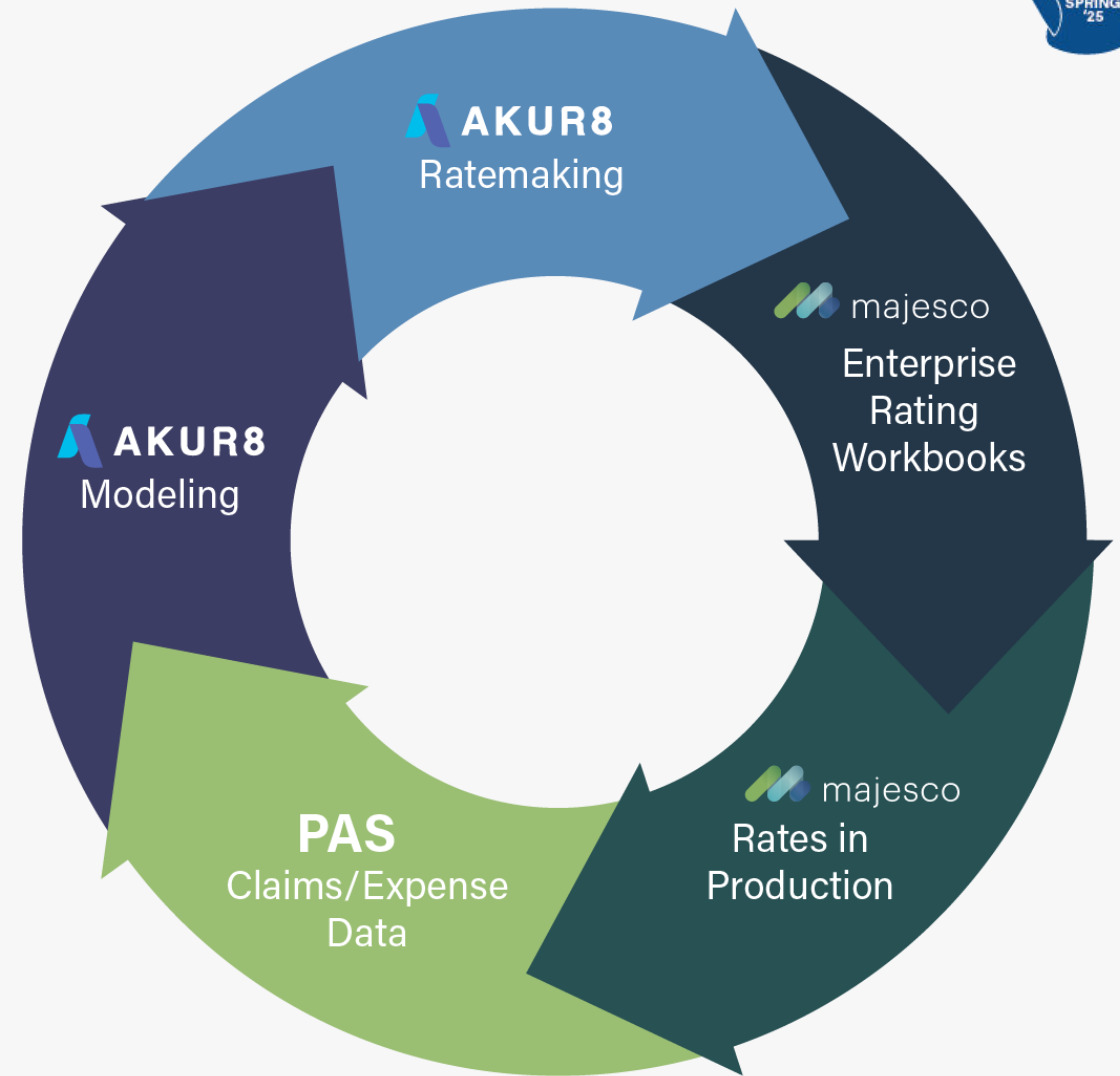 SPRING
'25
AKUR8
Ratemaking
majesco
Enterprise
Rating
Workbooks
AKUR8
Modeling
majesco
Rates in
Production
PAS
Claims/Expense
Data